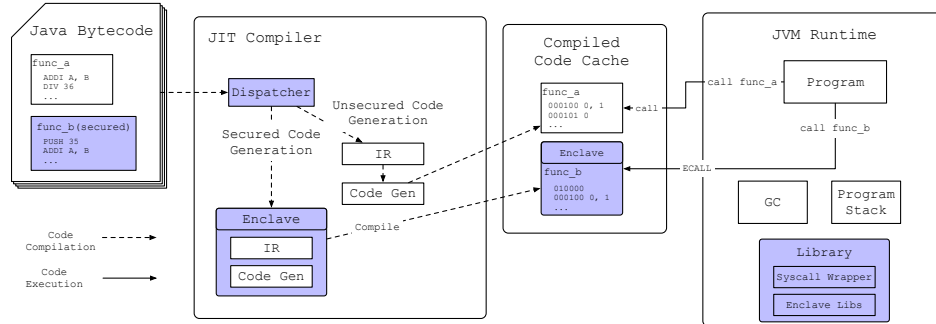 Java Bytecode
func_a
ADDI A, B
DIV 36
...
func_b(secured)
PUSH 35
ADDI A, B
...
Code
Compilation
Code
Execution
JIT Compiler
Dispatcher
Unsecured Code
Generation
Secured Code
Generation
IR
Code Gen
Enclave
IR
Code Gen
Compile
Compiled
Code Cache
func_a
000100 0, 1
000101 0
...
Enclave
func_b
010000
000100 0, 1
...
JVM Runtime
call
call func_a
Program
call func_b
ECALL
GC
Program
Stack
Library
Syscall Wrapper
Enclave Libs